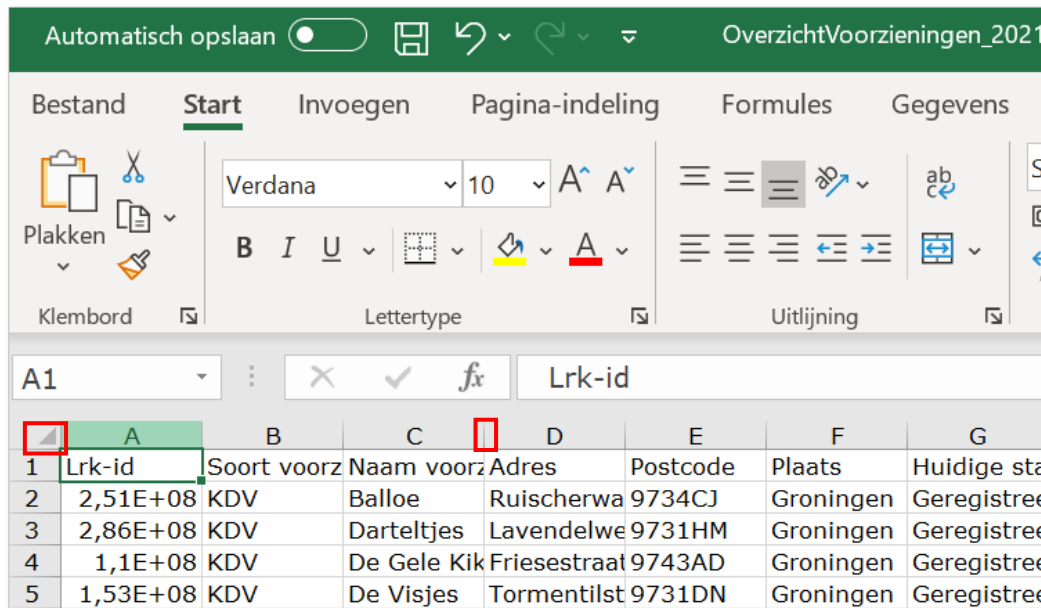 Automatisch opslaan OverzichtVoorzieningen_2021
Bestand Start Invoegen Pagina-indeling Formules Gegevens
Verdana 10 A A ab
Plakken c
B I U A
Klembord Lettertype Uitlijning
A1 fx Lrk-id
A B C D E F G
1 Lrk-id Soort voorz Naam voorz Adres Postcode Plaats Huidige sta
2 2,51E+08 KDV Balloe Ruischerwa 9734CJ Groningen Geregistree
3 2,86E+08 KDV Darteltjes Lavendelwe 9731HM Groningen Geregistree
4 1,1E+08 KDV De Gele Kik Friesestraat 9743AD Groningen Geregistree
5 1,53E+08 KDV De Visjes Tormentilst 9731DN Groningen Geregistree